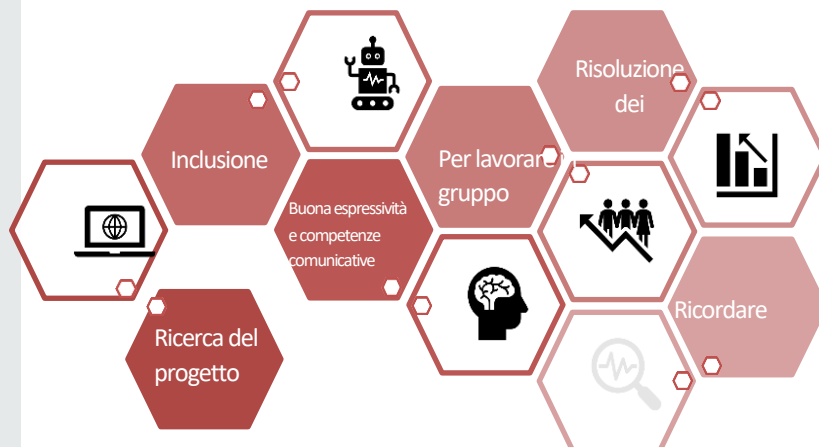 Risoluzione
dei
Inclusione
Per lavorare
gruppo
Buona espressività
e competenze
comunicative
Ricordare
Ricerca del
progetto